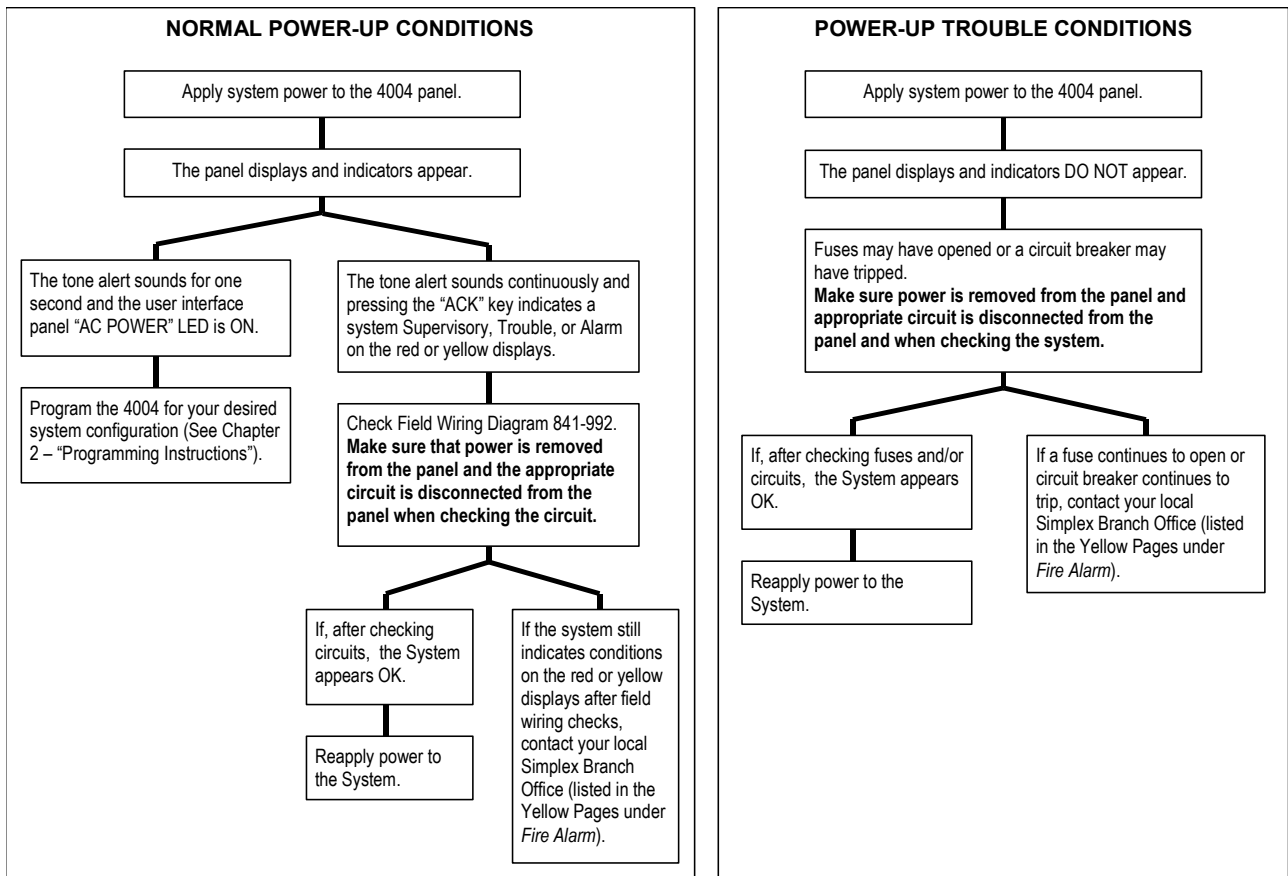 NORMAL POWER-UP CONDITIONS
Apply system power to the 4004 panel.
The panel displays and indicators appear.
The tone alert sounds for one
second and the user interface
panel “AC POWER” LED is ON.
Program the 4004 for your desired
system configuration (See Chapter
2 – “Programming Instructions”).
The tone alert sounds continuously and
pressing the “ACK” key indicates a
system Supervisory, Trouble, or Alarm
on the red or yellow displays.
Check Field Wiring Diagram 841-992.
Make sure that power is removed
from the panel and the appropriate
circuit is disconnected from the
panel when checking the circuit.
If, after checking
circuits, the System
appears OK.
Reapply power to
the System.
If the system still
indicates conditions
on the red or yellow
displays after field
wiring checks,
contact your local
Simplex Branch
Office (listed in the
Yellow Pages under
Fire Alarm).
POWER-UP TROUBLE CONDITIONS
Apply system power to the 4004 panel.
The panel displays and indicators DO NOT appear.
Fuses may have opened or a circuit breaker may
have tripped.
Make sure power is removed from the panel and
appropriate circuit is disconnected from the
panel and when checking the system.
If, after checking fuses and/or
circuits, the System appears
OK.
Reapply power to the
System.
If a fuse continues to open or
circuit breaker continues to
trip, contact your local
Simplex Branch Office (listed
in the Yellow Pages under
Fire Alarm).